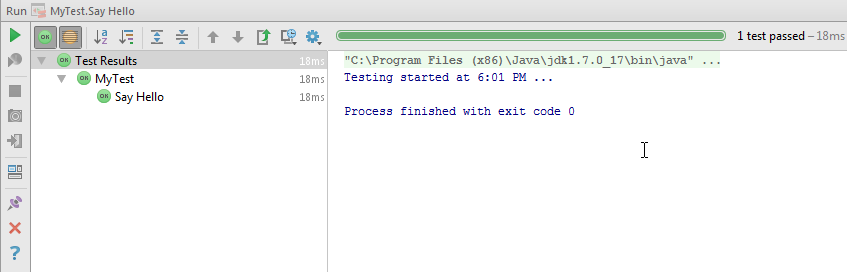 Run MyTest.Say Hello
1 test passed – 18ms
OK Test Results 18ms
OK MyTest 18ms
OK Say Hello 18ms
"C:\Program Files (x86)\Java\jdk1.7.0_17\bin\java" ...
Testing started at 6:01 PM ...
Process finished with exit code 0